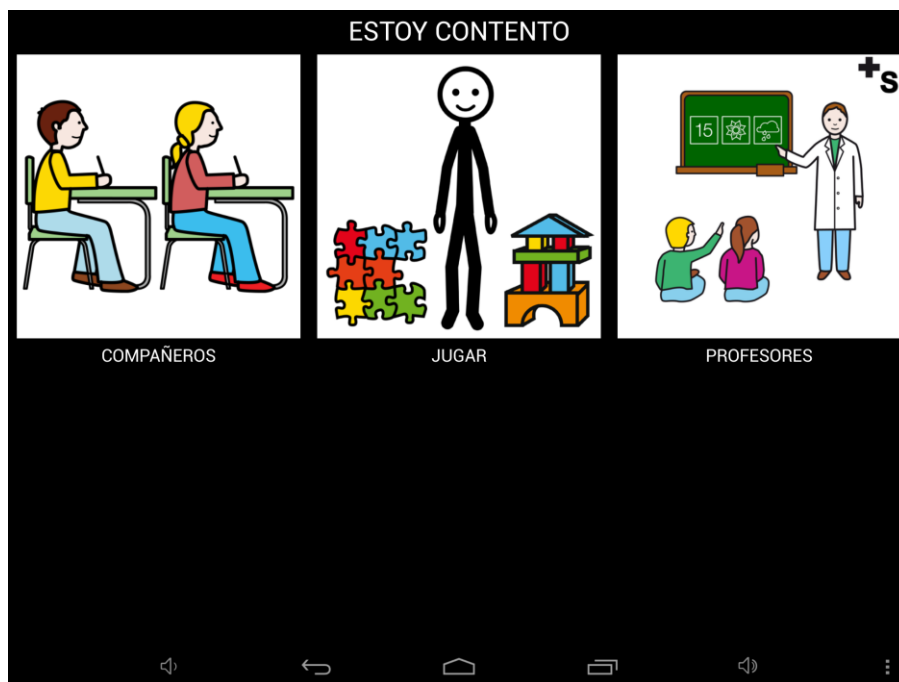 ESTOY CONTENTO
+s
15
COMPAÑEROS
JUGAR
PROFESORES